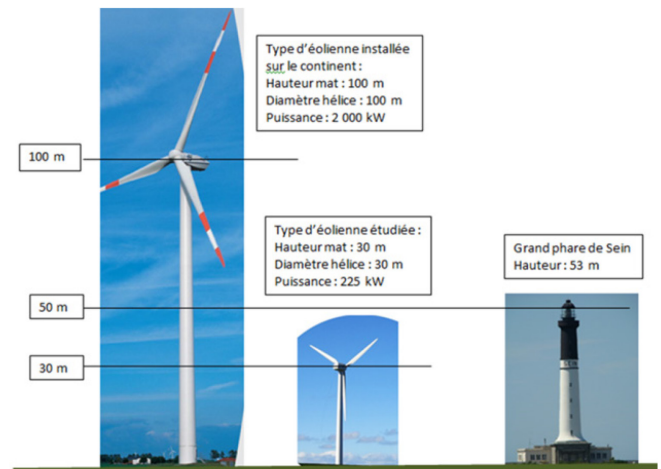 Type d'éolienne installée
sur le continent :
Hauteur mat : 100 m
Diamètre hélice : 100 m
Puissance : 2 000 kW
100 m
Type d'éolienne étudiée :
Hauteur mat : 30 m
Diamètre hélice : 30 m
Puissance : 225 kW
Grand phare de Sein
Hauteur : 53 m
50 m
30 m